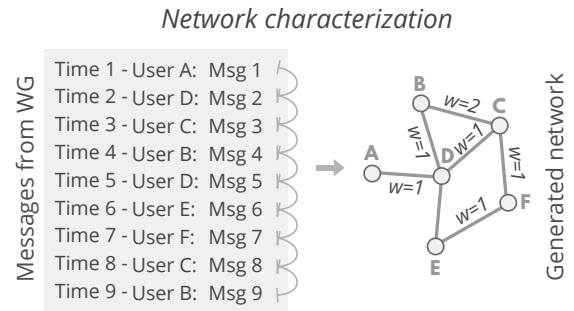 Network characterization
Messages from WG
Time 1 - User A: Msg 1
Time 2 - User D: Msg 2
Time 3 - User C: Msg 3
Time 4 - User B: Msg 4
Time 5 - User D: Msg 5
Time 6 - User E: Msg 6
Time 7 - User F: Msg 7
Time 8 - User C: Msg 8
Time 9 - User B: Msg 9
B
w=2
C
w=1
w=1
A
D
w=1
w=1
F
w=1
E
Generated network